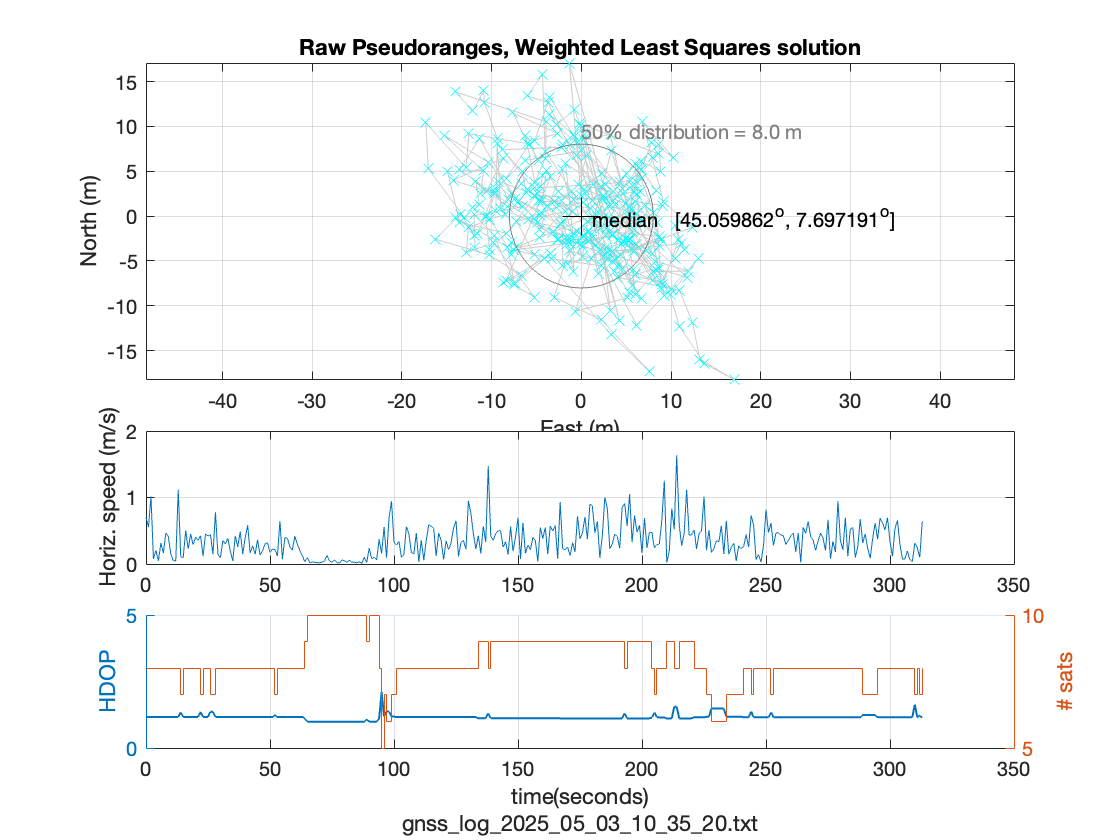 Raw Pseudoranges, Weighted Least Squares solution
North (m)
15
10
5
0
-5
-10
-15
50% distribution = 8.0 m
median [45.059862o, 7.697191o]
-40 -30 -20 -10 0 10 20 30 40
East (m)
Horiz. speed (m/s)
2
1
0
0 50 100 150 200 250 300 350
HDOP
5
0
# sats
10
5
0 50 100 150 200 250 300 350
time(seconds)
gnss_log_2025_05_03_10_35_20.txt